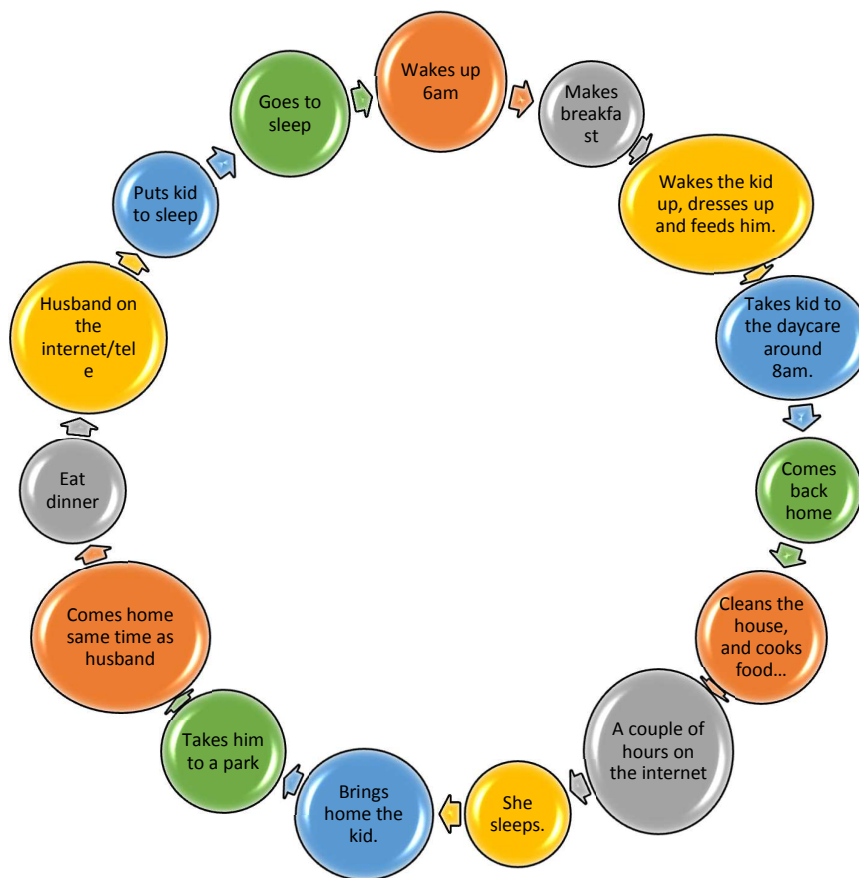 Wakes up
6am
Makes
breakfa
st
Wakes the kid
up, dresses up
and feeds him.
Takes kid to
the daycare
around
8am.
Comes
back
home
Cleans the
house,
and cooks
food...
A couple of
hours on
the internet
She
sleeps.
Brings
home the
kid.
Takes him
to a park
Comes home
same time as
husband
Eat
dinner
Husband on
the
internet/tel
e
Puts kid
to sleep
Goes to
sleep